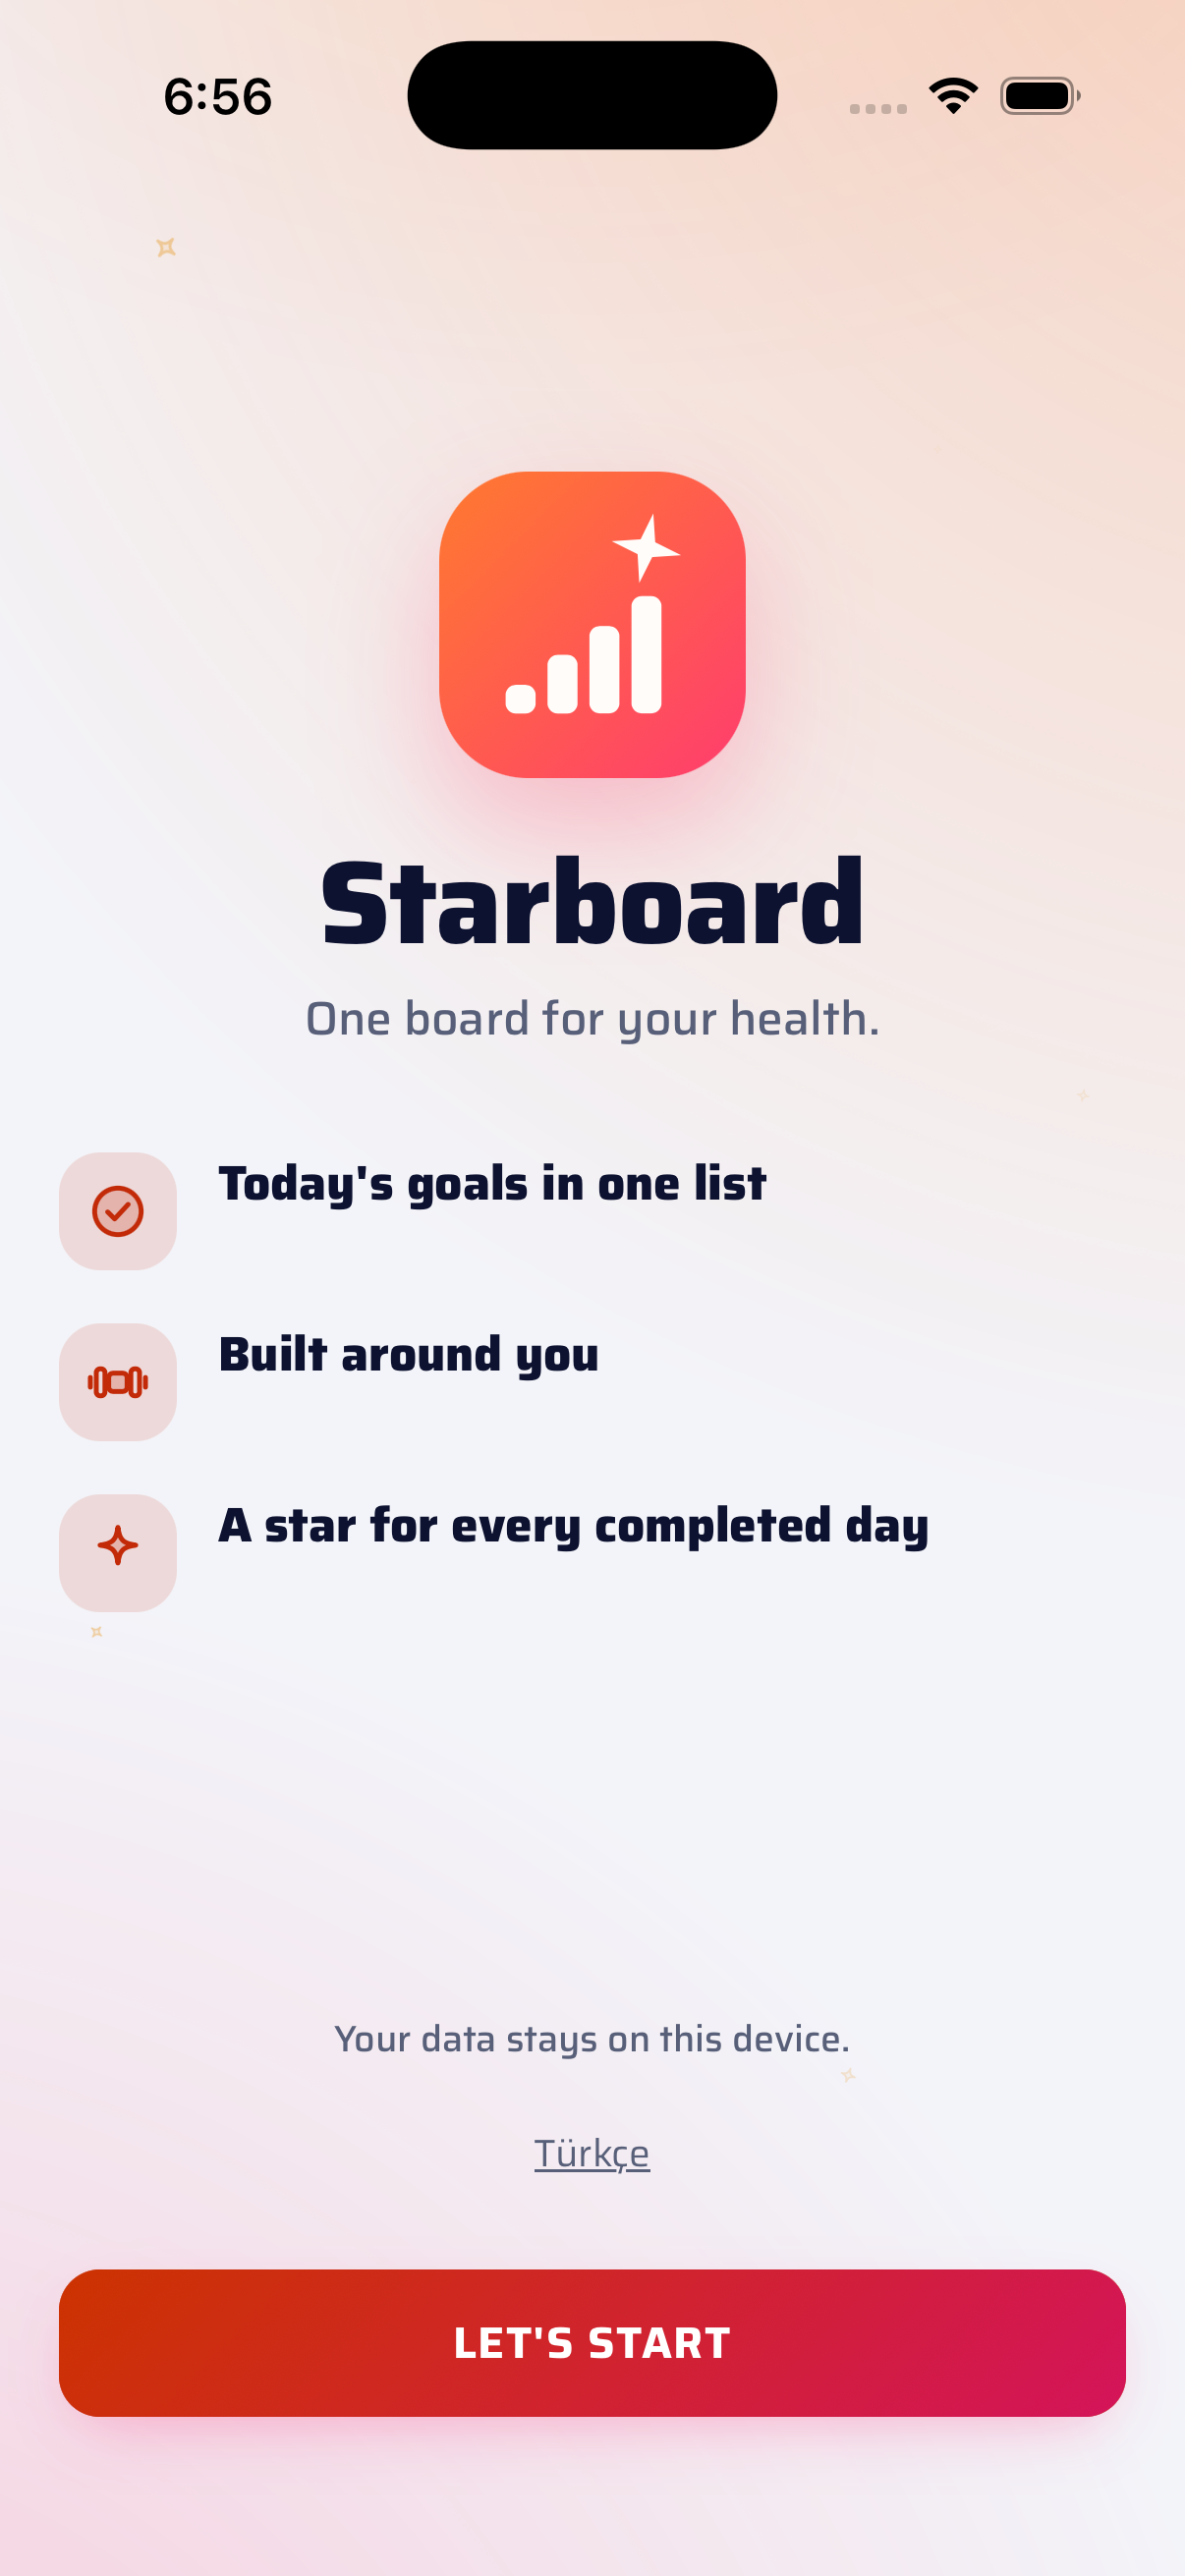 6:56
Starboard
One board for your health.
Today's goals in one list
Built around you
A star for every completed day
Your data stays on this device.
Türkçe
LET'S START